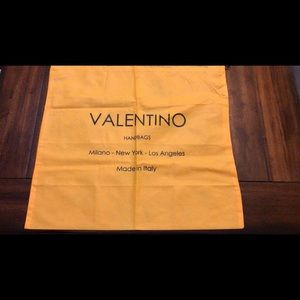 VALENTINO
HANDBAGS
Milano - New York - Los Angeles
Made in Italy